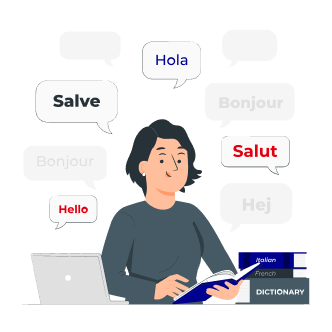 Hola
Salve
Bonjour
Bonjour
Salut
Hello
Hej
Italian
French
DICTIONARY